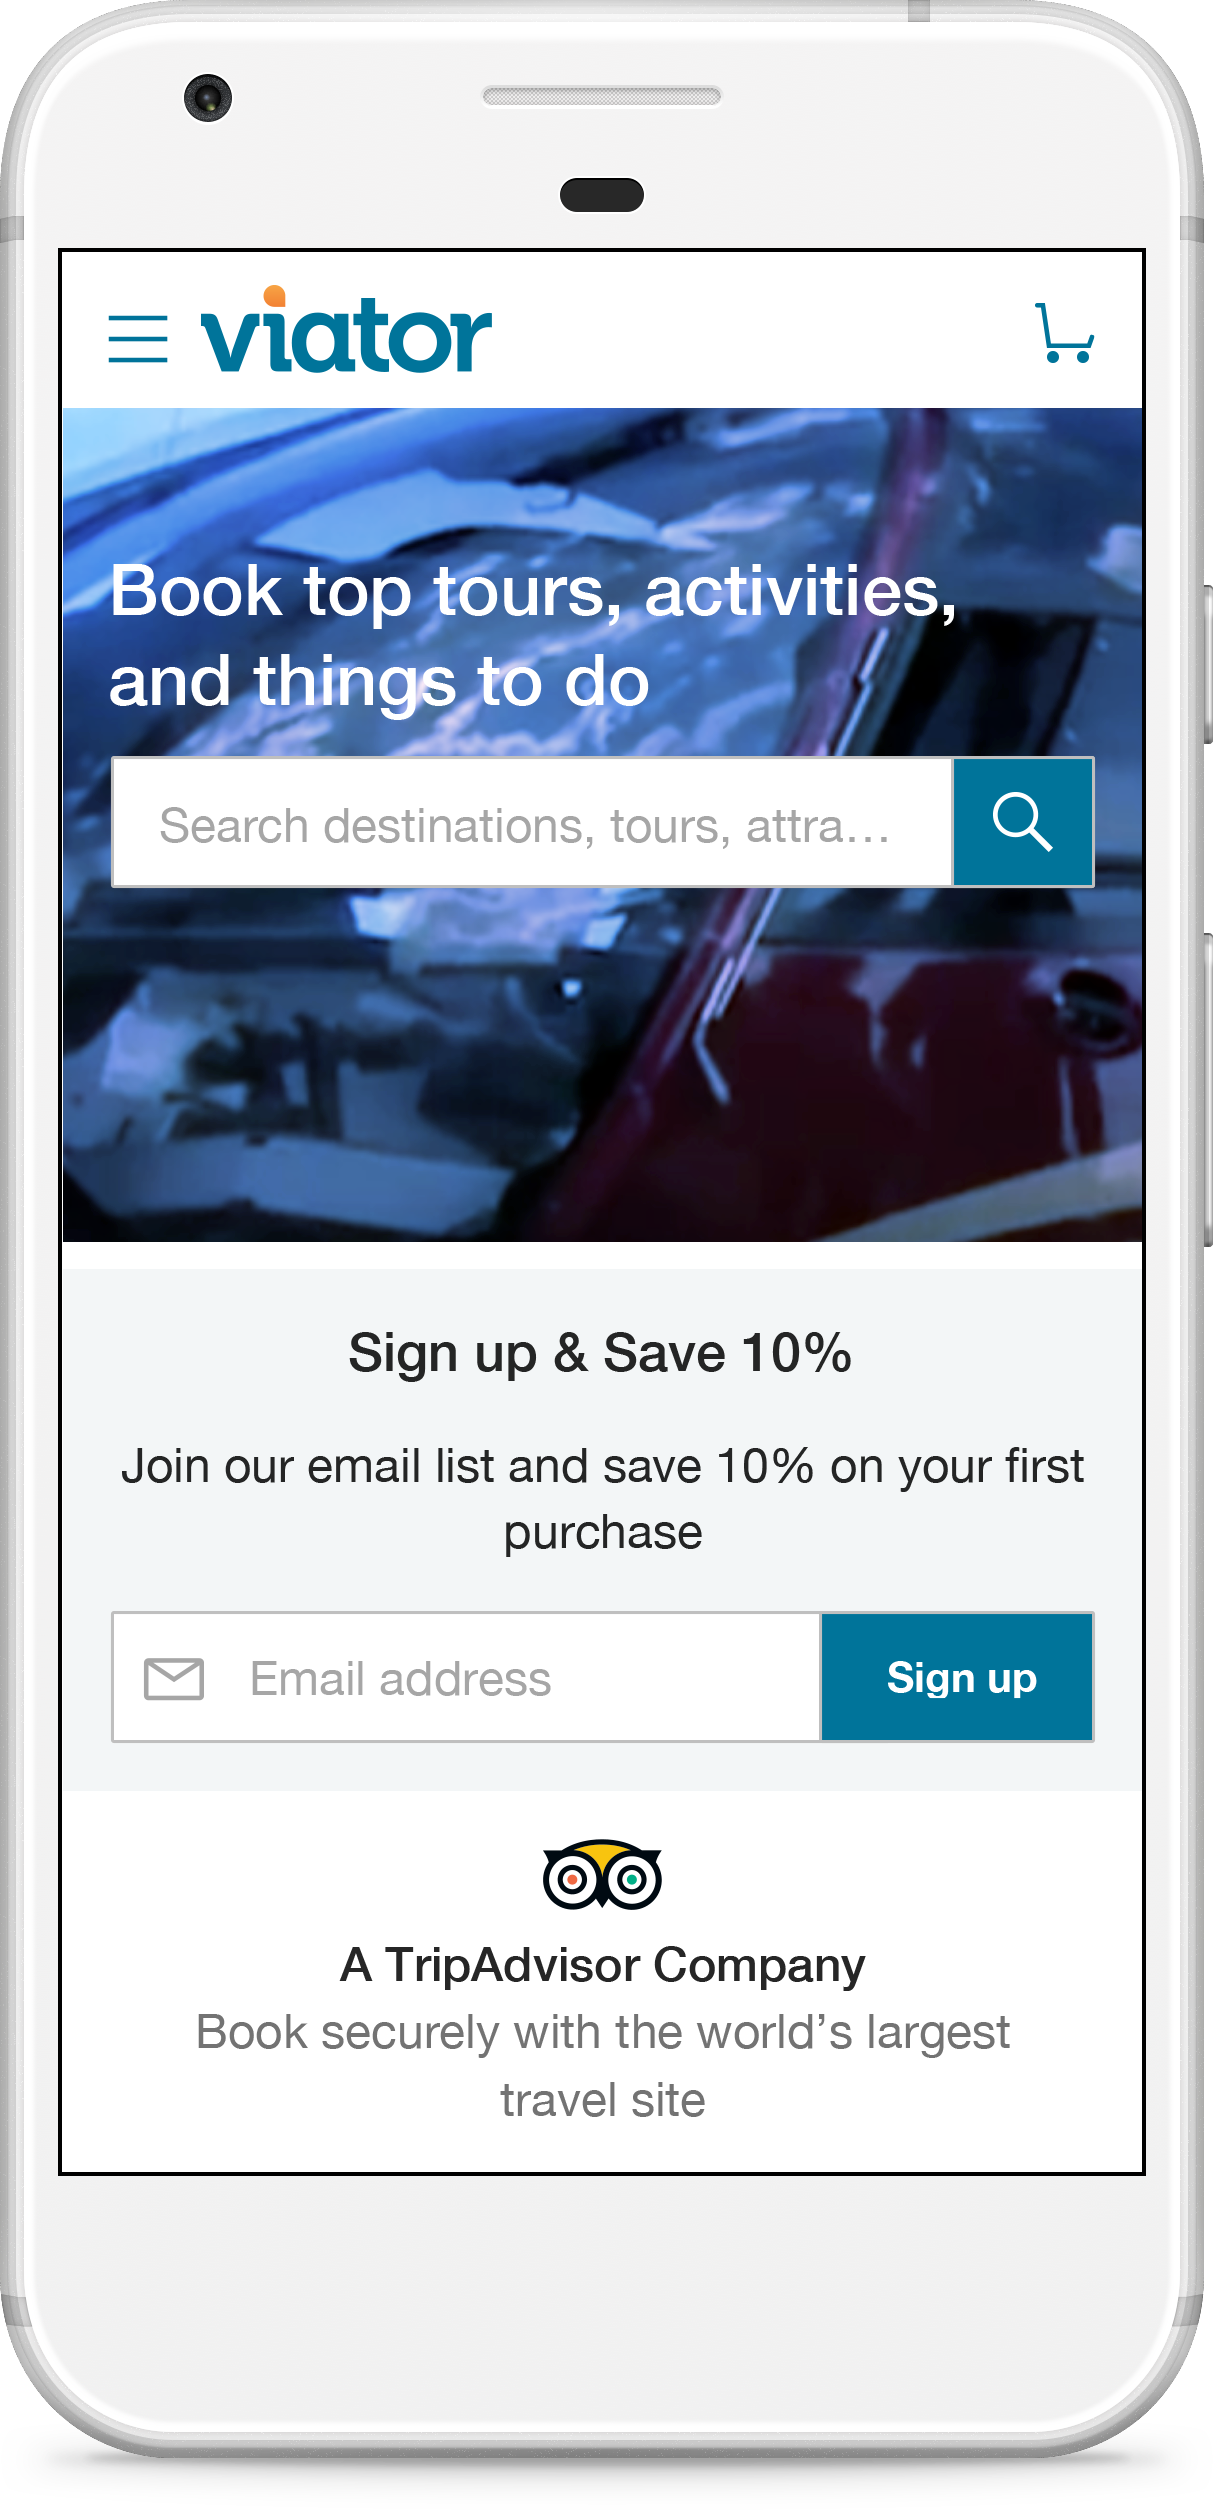 viator
Book top tours, activities,
and things to do
Search destinations, tours, attra…
Sign up & Save 10%
Join our email list and save 10% on your first
purchase
Email address
Sign up
A TripAdvisor Company
Book securely with the world’s largest
travel site